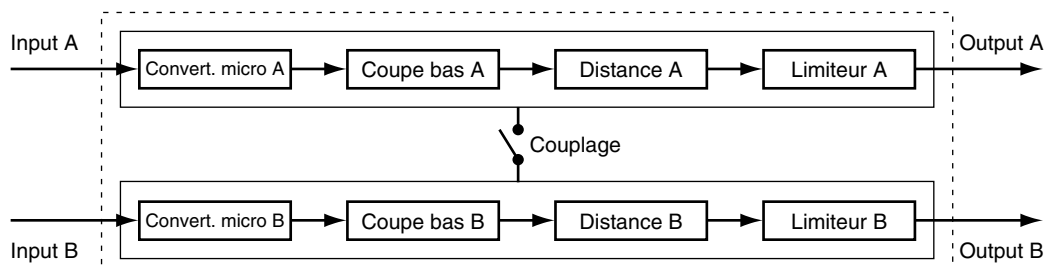 Input A
Output A
Convert. micro A
Coupe bas A
Distance A
Limiteur A
Couplage
Convert. micro B
Coupe bas B
Distance B
Limiteur B
Input B
Output B